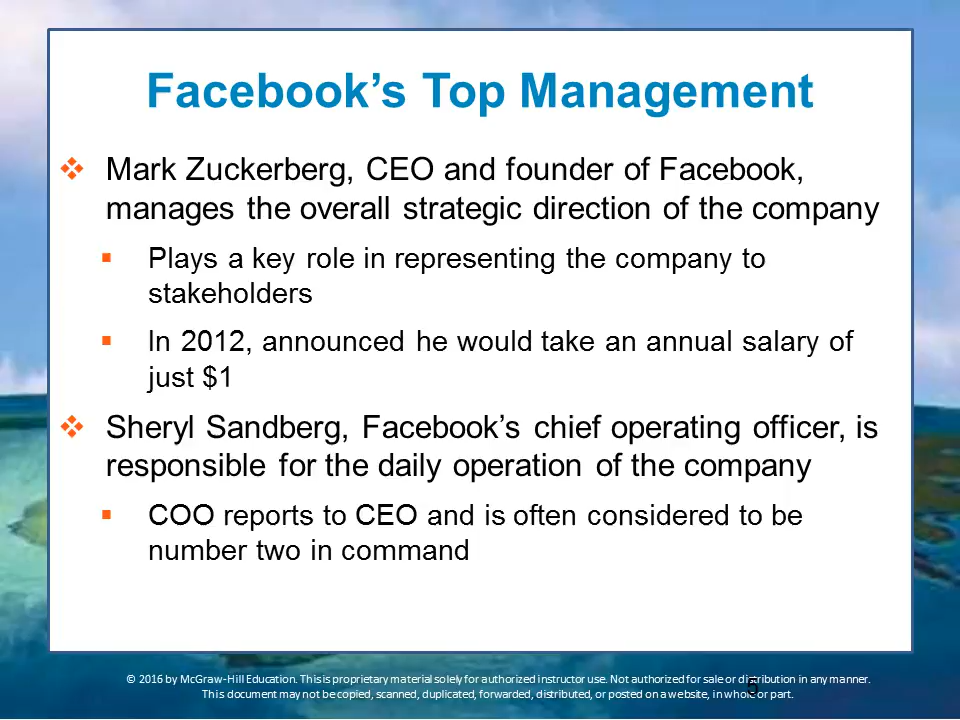 Facebook’s Top Management
❖ Mark Zuckerberg, CEO and founder of Facebook,
manages the overall strategic direction of the company
▪ Plays a key role in representing the company to
stakeholders
▪ In 2012, announced he would take an annual salary of
just $1
❖ Sheryl Sandberg, Facebook’s chief operating officer, is
responsible for the daily operation of the company
▪ COO reports to CEO and is often considered to be
number two in command
© 2016 by McGraw-Hill Education. This is proprietary material solely for authorized instructor use. Not authorized for sale or distribution in any manner.
This document may not be copied, scanned, duplicated, forwarded, distributed, or posted on a website, in whole or part.